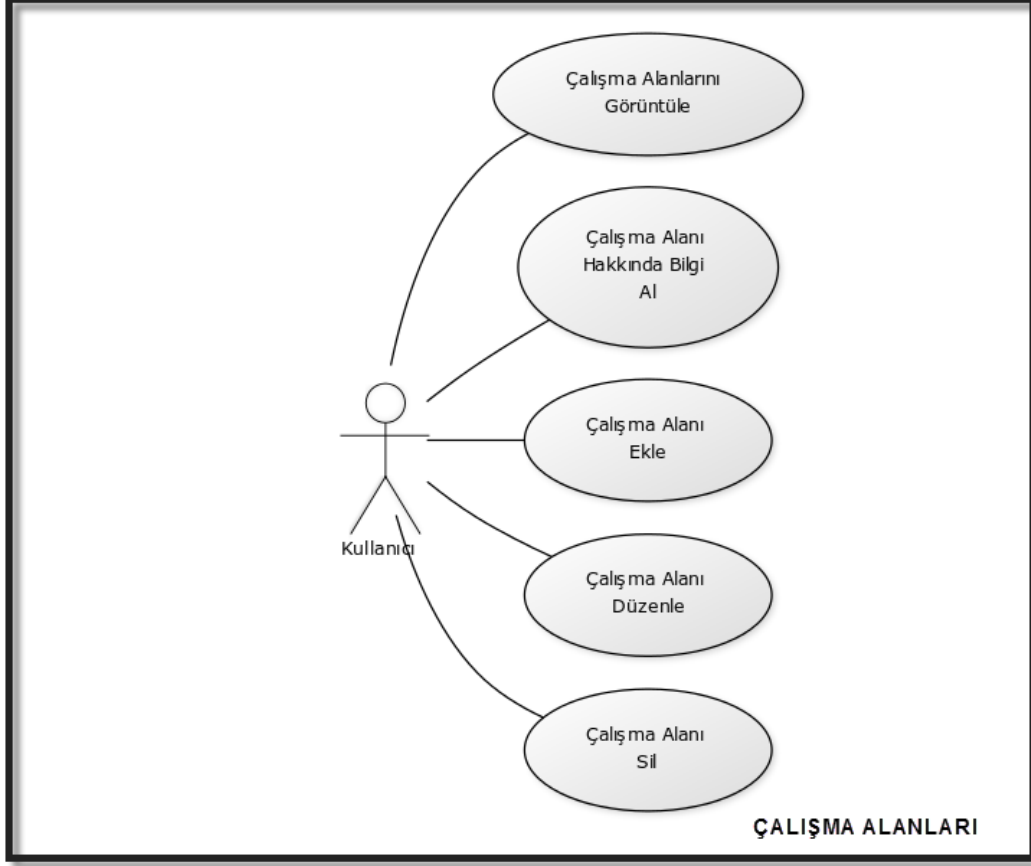 Çalışma Alanlarını
Görüntüle
Çalışma Alanı
Hakkında Bilgi
Al
Çalışma Alanı
Ekle
Kullanıcı
Çalışma Alanı
Düzenle
Çalışma Alanı
Sil
ÇALIŞMA ALANLARI